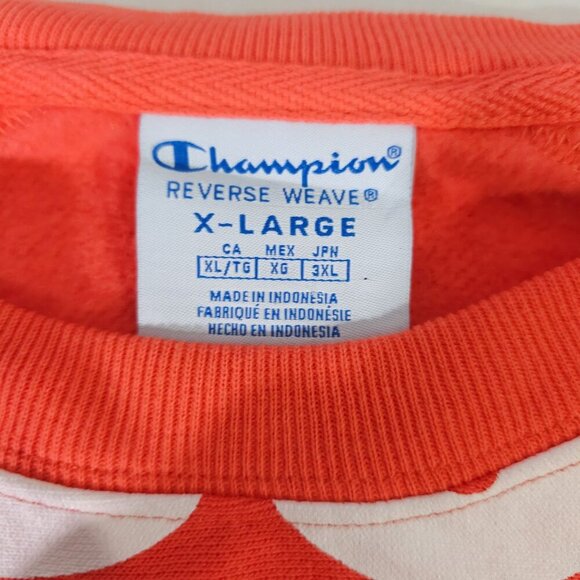 Champion®
REVERSE WEAVE®
X-LARGE
CA MEX JPN
XL/TG XG 3XL
MADE IN INDONESIA
FABRIQUÉ EN INDONÉSIE
HECHO EN INDONESIA